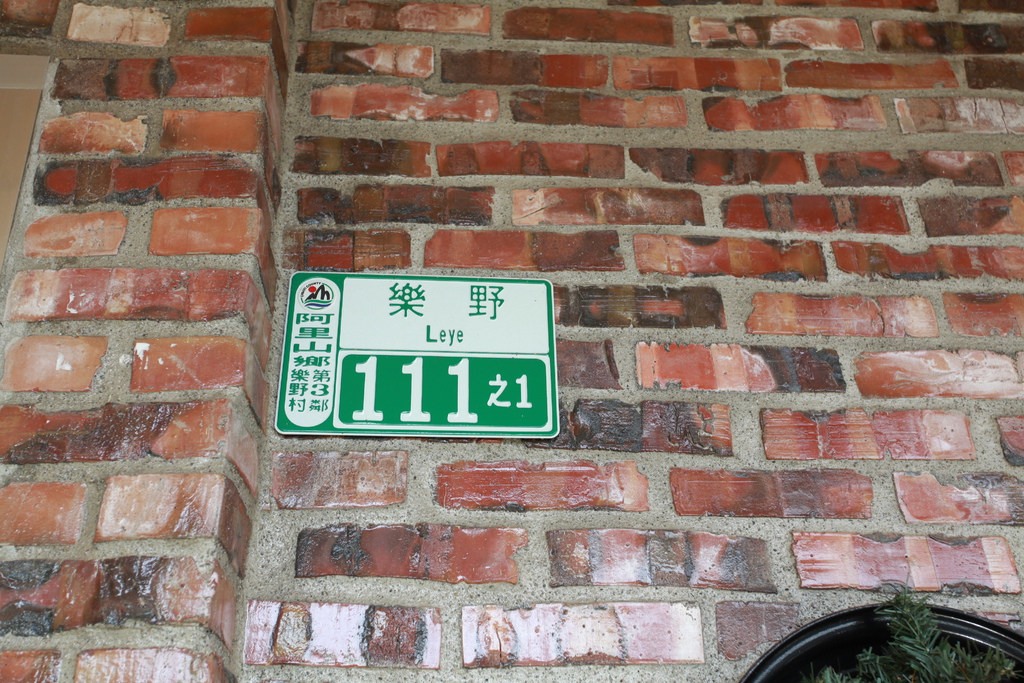 阿里山鄉
樂野村
第3鄰
樂野
Leye
111之1